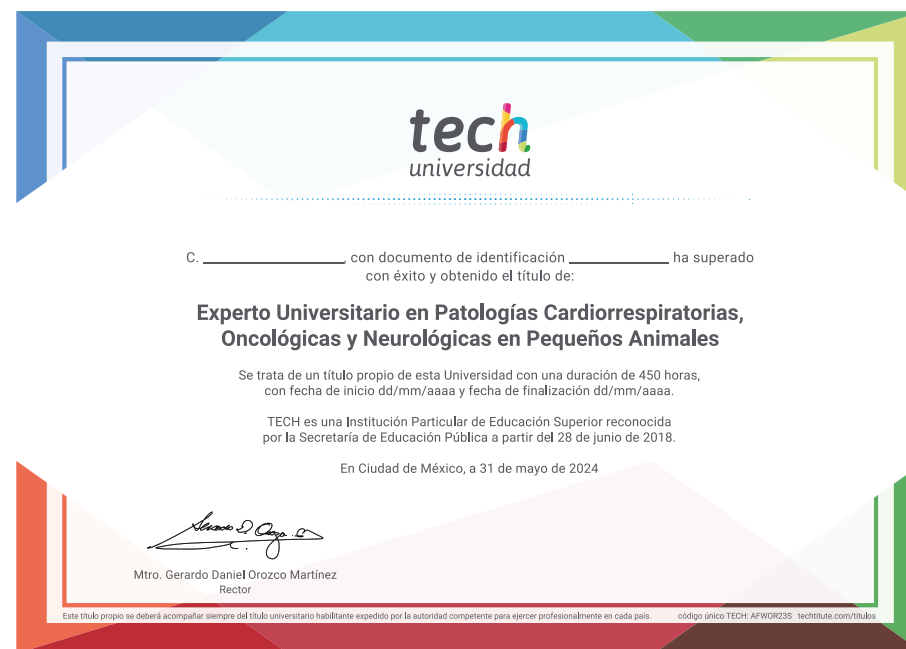 tech
universidad
C. ____________________, con documento de identificación ______________ ha superado
con éxito y obtenido el título de:
Experto Universitario en Patologías Cardiorrespiratorias,
Oncológicas y Neurológicas en Pequeños Animales
Se trata de un título propio de esta Universidad con una duración de 450 horas,
con fecha de inicio dd/mm/aaaa y fecha de finalización dd/mm/aaaa.
TECH es una Institución Particular de Educación Superior reconocida
por la Secretaría de Educación Pública a partir del 28 de junio de 2018.
En Ciudad de México, a 31 de mayo de 2024
Mtro. Gerardo Daniel Orozco Martínez
Rector
Este título propio se deberá acompañar siempre del título universitario habilitante expedido por la autoridad competente para ejercer profesionalmente en cada país. código único TECH: AFWOR23S techtitute.com/titulos